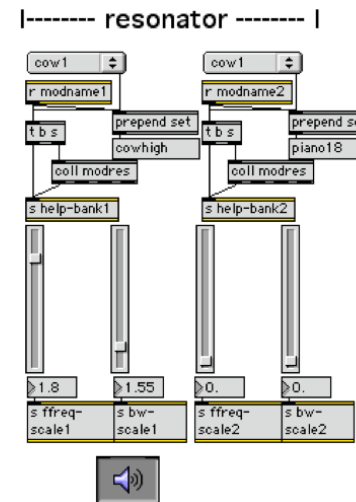 |-------- resonator -------- |
cow1
cow1
r modname1
r modname2
prepend set
prepend se
t b s
t b s
cowhigh
piano18
coll modres
coll modres
s help-bank1
s help-bank2
1.8
1.55
0.
0.
s ffreq-
scale1
s bw-
scale1
s ffreq-
scale2
s bw-
scale2